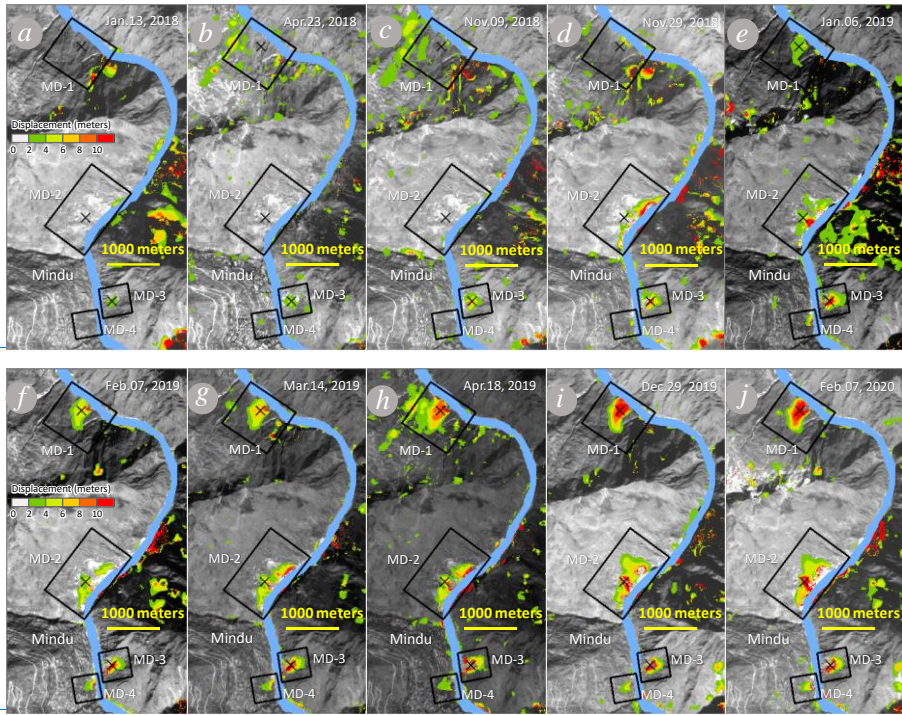 a Jan.13, 2018
MD-1
Displacement (meters)
0 2 4 6 8 10
MD-2
1000 meters
Mindu
MD-3
MD-4
b Apr.23, 2018
MD-1
MD-2
1000 meters
Mindu
MD-3
MD-4
c Nov.09, 2018
MD-1
MD-2
1000 meters
Mindu
MD-3
MD-4
d Nov.29, 2018
MD-1
MD-2
1000 meters
Mindu
MD-3
MD-4
e Jan.06, 2019
MD-1
MD-2
1000 meters
Mindu
MD-3
MD-4
f Feb.07, 2019
MD-1
Displacement (meters)
0 2 4 6 8 10
MD-2
1000 meters
Mindu
MD-3
MD-4
g Mar.14, 2019
MD-1
MD-2
1000 meters
Mindu
MD-3
MD-4
h Apr.18, 2019
MD-1
MD-2
1000 meters
Mindu
MD-3
MD-4
i Dec.29, 2019
MD-1
MD-2
1000 meters
Mindu
MD-3
MD-4
j Feb.07, 2020
MD-1
MD-2
1000 meters
Mindu
MD-3
MD-4